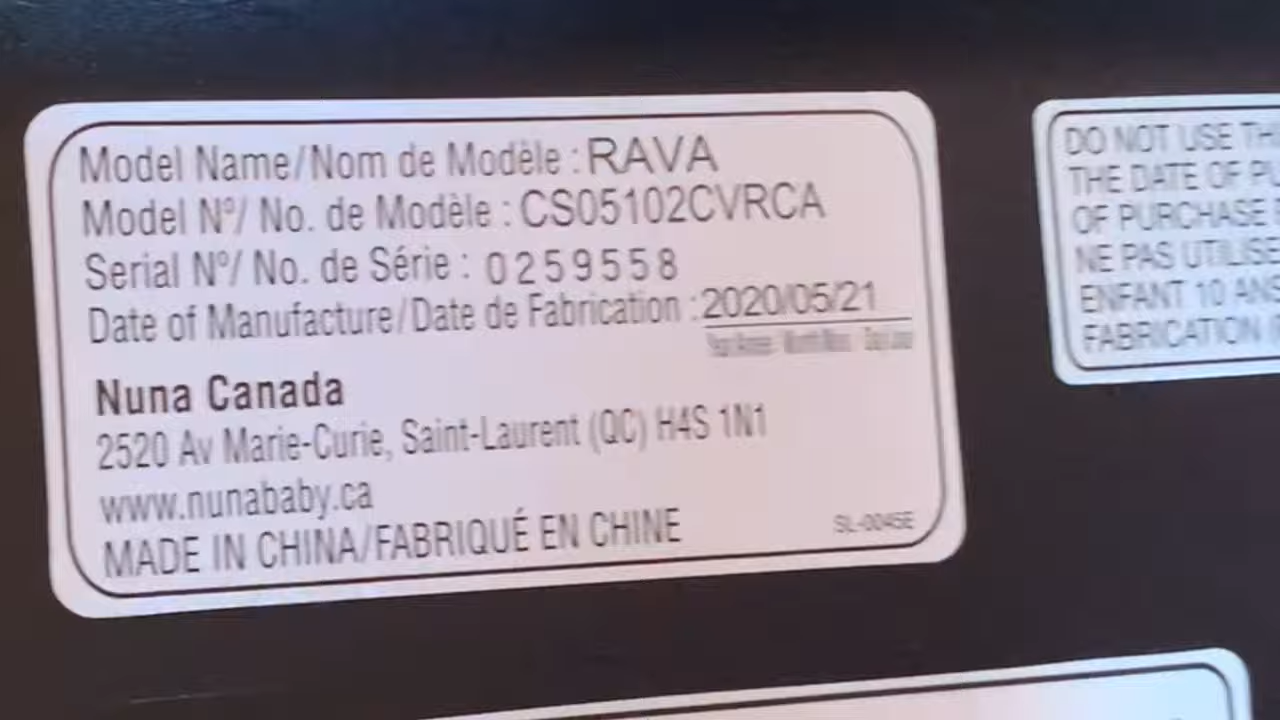 Model Name/Nom de Modèle : RAVA
Model Nº/ No. de Modèle : CS05102CVRCA
Serial Nº/ No. de Série : 0259558
Date of Manufacture/Date de Fabrication : 2020/05/21
Nuna Canada
2520 Av Marie-Curie, Saint-Laurent (QC) H4S 1N1
www.nunababy.ca
MADE IN CHINA/FABRIQUÉ EN CHINE
SL-0045E
DO NOT USE
THE DATE OF
OF PURCHASE
NE PAS
ENFANT 10 ANS
FABRICATION